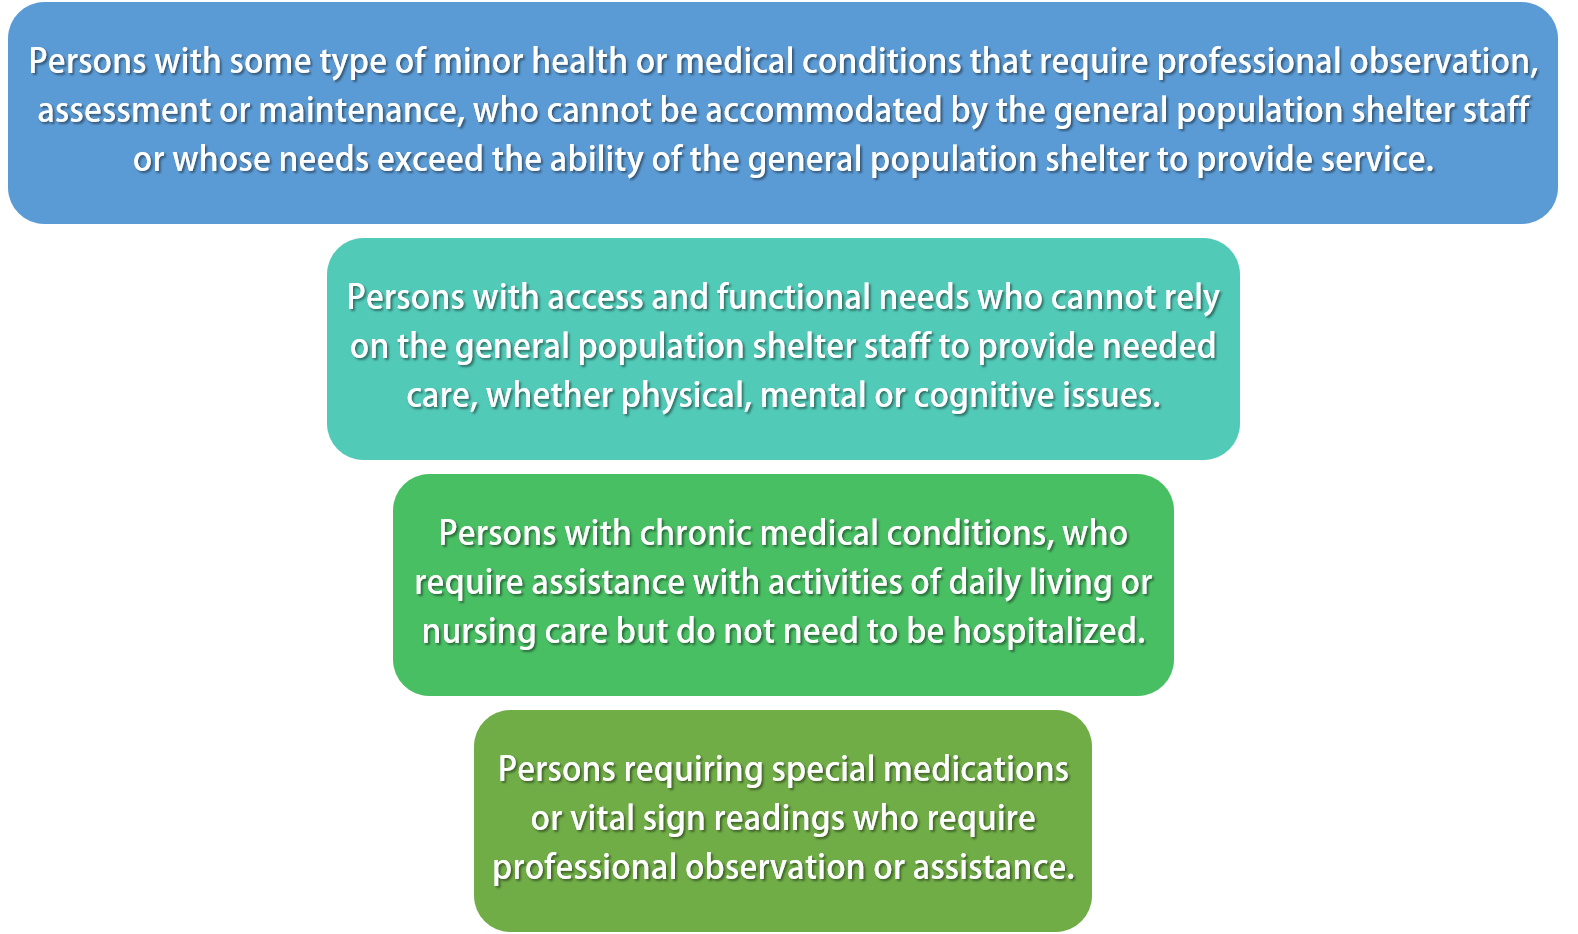 Persons with some type of minor health or medical conditions that require professional observation,
assessment or maintenance, who cannot be accommodated by the general population shelter staff
or whose needs exceed the ability of the general population shelter to provide service.
Persons with access and functional needs who cannot rely
on the general population shelter staff to provide needed
care, whether physical, mental or cognitive issues.
Persons with chronic medical conditions, who
require assistance with activities of daily living or
nursing care but do not need to be hospitalized.
Persons requiring special medications
or vital sign readings who require
professional observation or assistance.